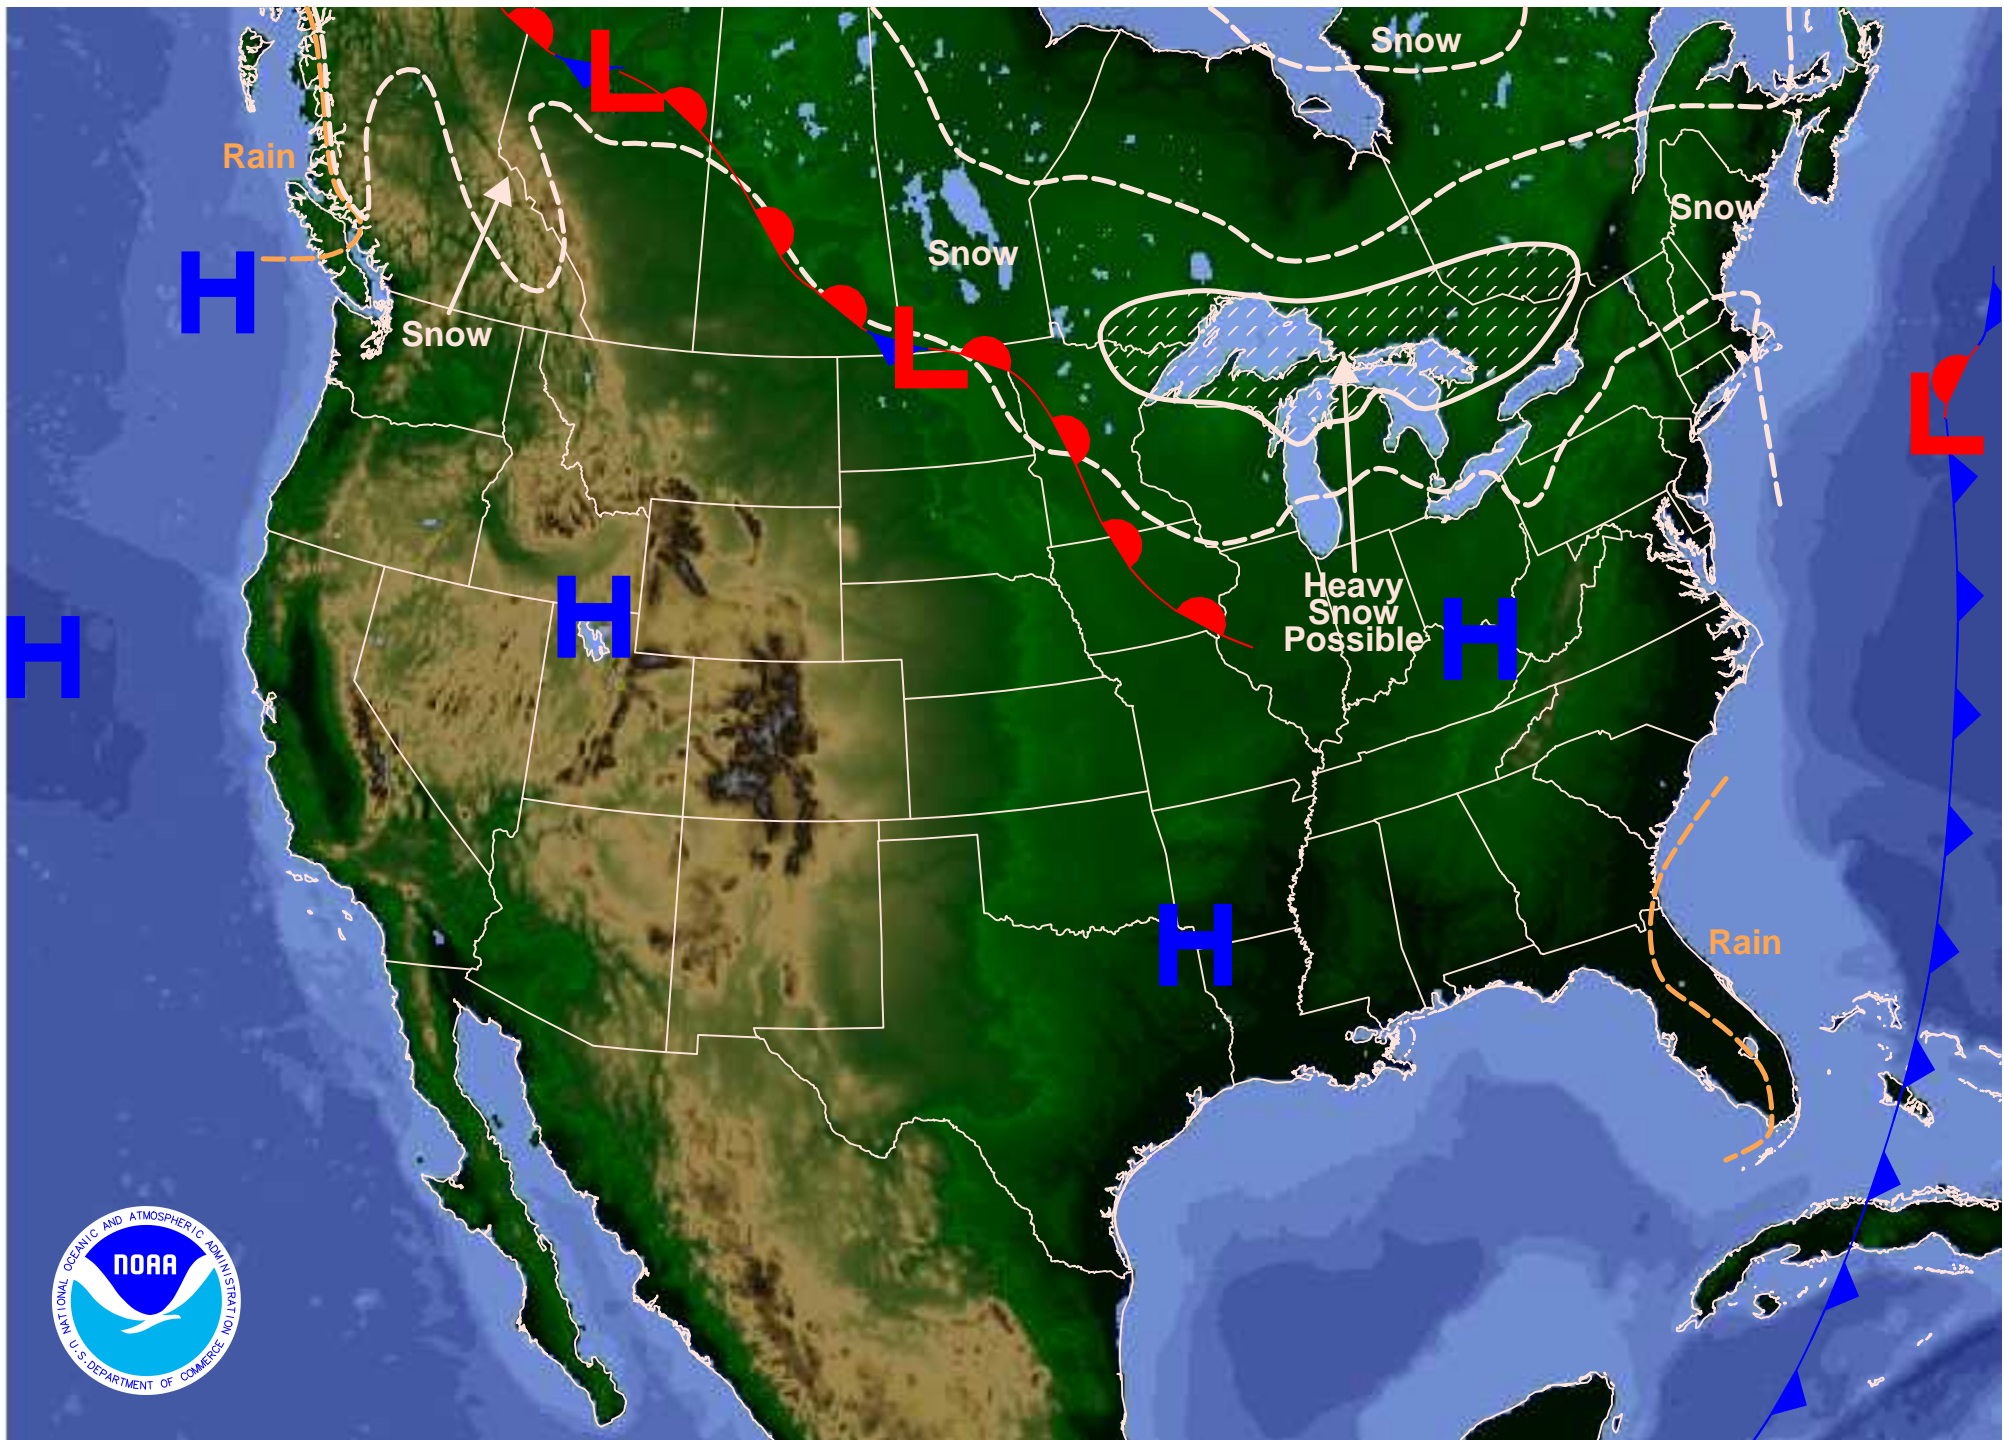 Snow
Rain
L
Snow
Snow
H
Snow
L
L
Heavy
Snow
Possible
H
H
H
Rain
H
NATIONAL OCEANIC AND ATMOSPHERIC ADMINISTRATION
NOAA
U.S. DEPARTMENT OF COMMERCE